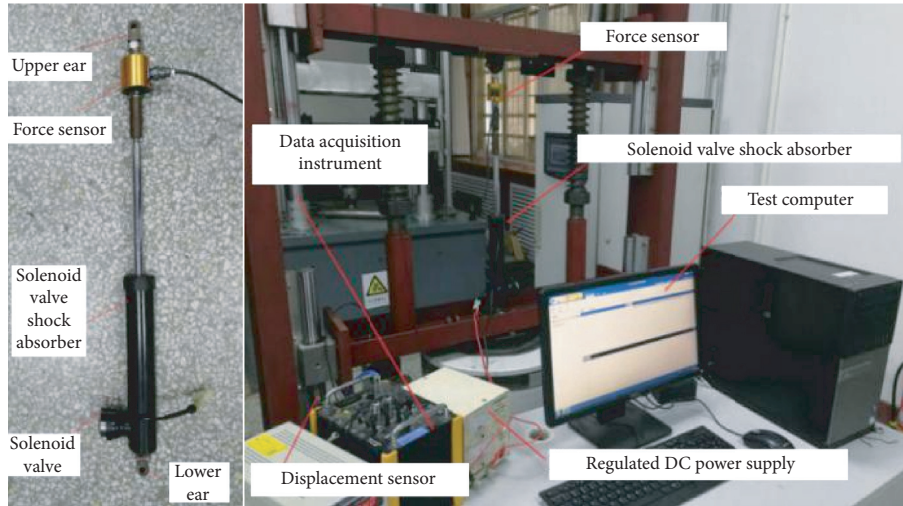 Upper ear
Force sensor
Solenoid
valve
shock
absorber
Solenoid
valve
Lower
ear
Force sensor
Data acquisition
instrument
Solenoid valve shock absorber
Test computer
Displacement sensor
Regulated DC power supply